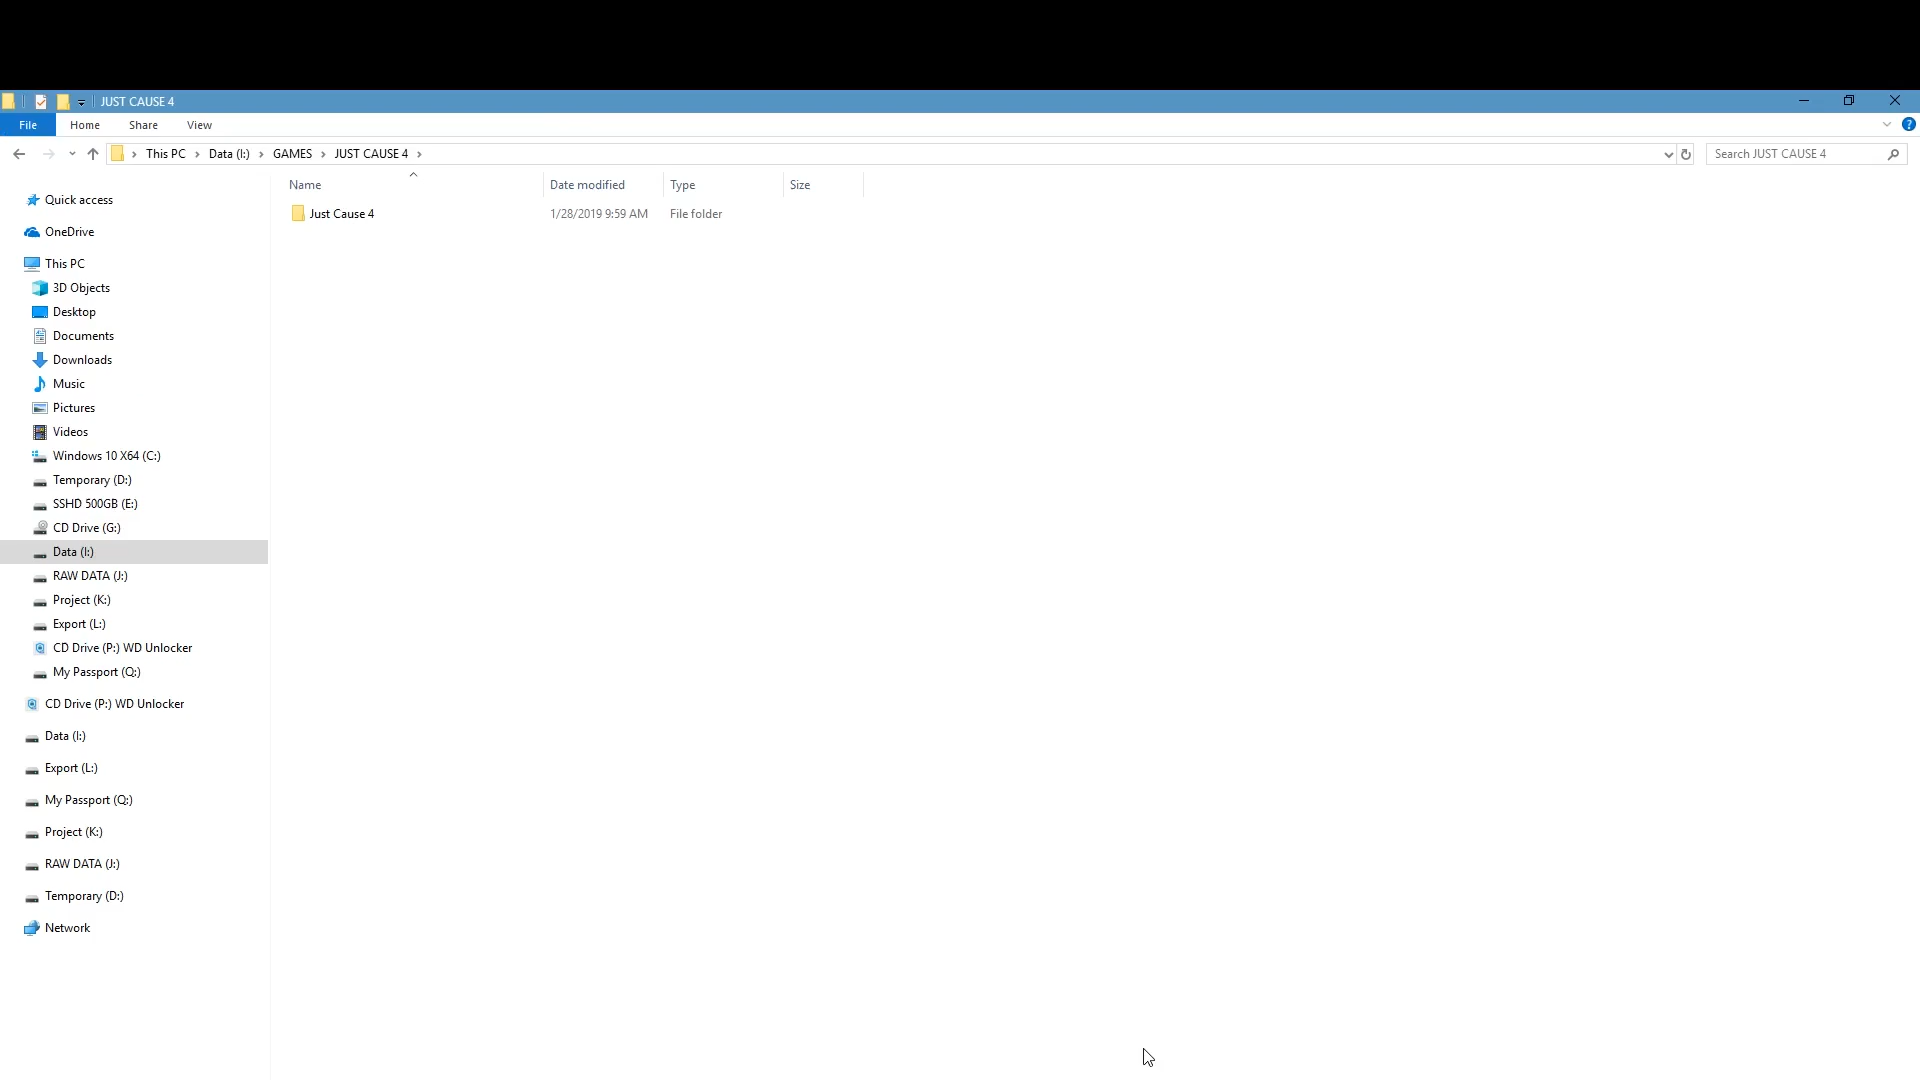 JUST CAUSE 4
File Home Share View
This PC Data (I:) GAMES JUST CAUSE 4 Search JUST CAUSE 4
Name Date modified Type Size
Just Cause 4 1/28/2019 9:59 AM File folder
Quick access
OneDrive
This PC
3D Objects
Desktop
Documents
Downloads
Music
Pictures
Videos
Windows 10 X64 (C:)
Temporary (D:)
SSHD 500GB (E:)
CD Drive (G:)
Data (I:)
RAW DATA (J:)
Project (K:)
Export (L:)
CD Drive (P:) WD Unlocker
My Passport (Q:)
CD Drive (P:) WD Unlocker
Data (I:)
Export (L:)
My Passport (Q:)
Project (K:)
RAW DATA (J:)
Temporary (D:)
Network